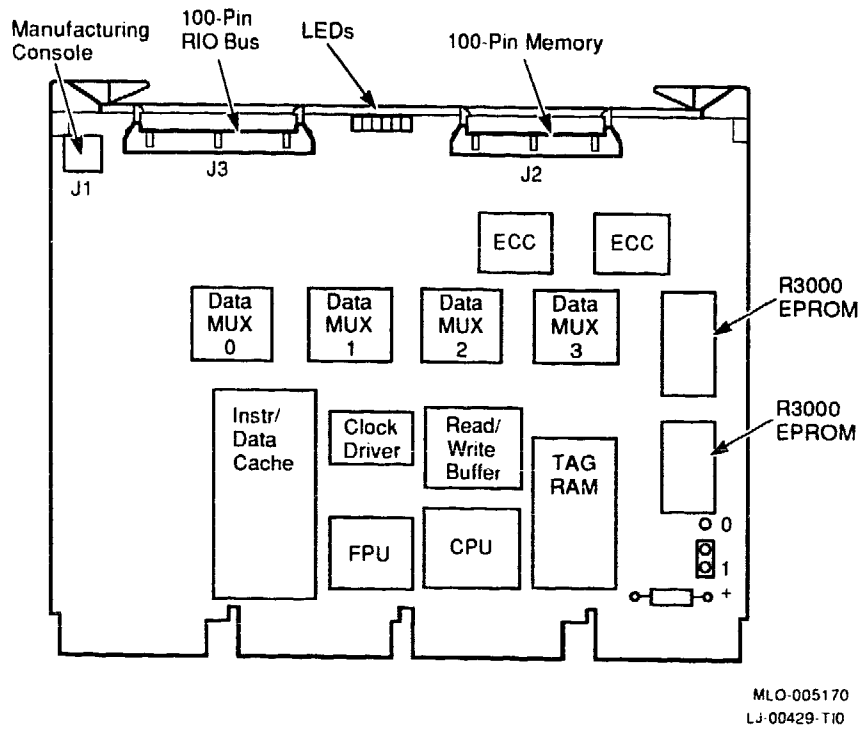 Manufacturing
Console
100-Pin
RIO Bus
LEDs
100-Pin Memory
J1
J3
J2
ECC
ECC
R3000
EPROM
Data
MUX
0
Data
MUX
1
Data
MUX
2
Data
MUX
3
R3000
EPROM
Instr/
Data
Cache
Clock
Driver
Read/
Write
Buffer
TAG
RAM
FPU
CPU
0
1
+
MLO-005170
LJ-00429-TI0